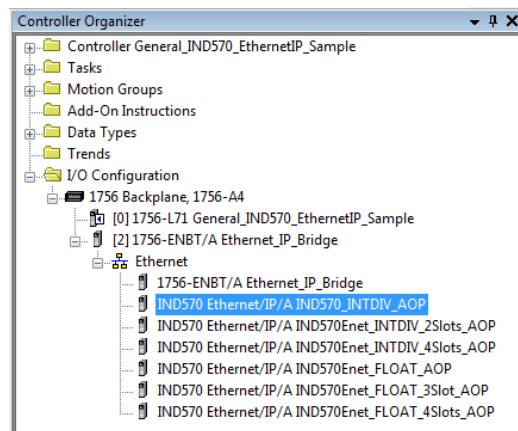 Controller Organizer
Controller General_IND570_EthernetIP_Sample
Tasks
Motion Groups
Add-On Instructions
Data Types
Trends
I/O Configuration
1756 Backplane, 1756-A4
[0] 1756-L71 General_IND570_EthernetIP_Sample
[2] 1756-ENBT/A Ethernet_IP_Bridge
Ethernet
1756-ENBT/A Ethernet_IP_Bridge
IND570 Ethernet/IP/A IND570_INTDIV_AOP
IND570 Ethernet/IP/A IND570Enet_INTDIV_2Slots_AOP
IND570 Ethernet/IP/A IND570Enet_INTDIV_4Slots_AOP
IND570 Ethernet/IP/A IND570Enet_FLOAT_AOP
IND570 Ethernet/IP/A IND570Enet_FLOAT_3Slot_AOP
IND570 Ethernet/IP/A IND570Enet_FLOAT_4Slots_AOP